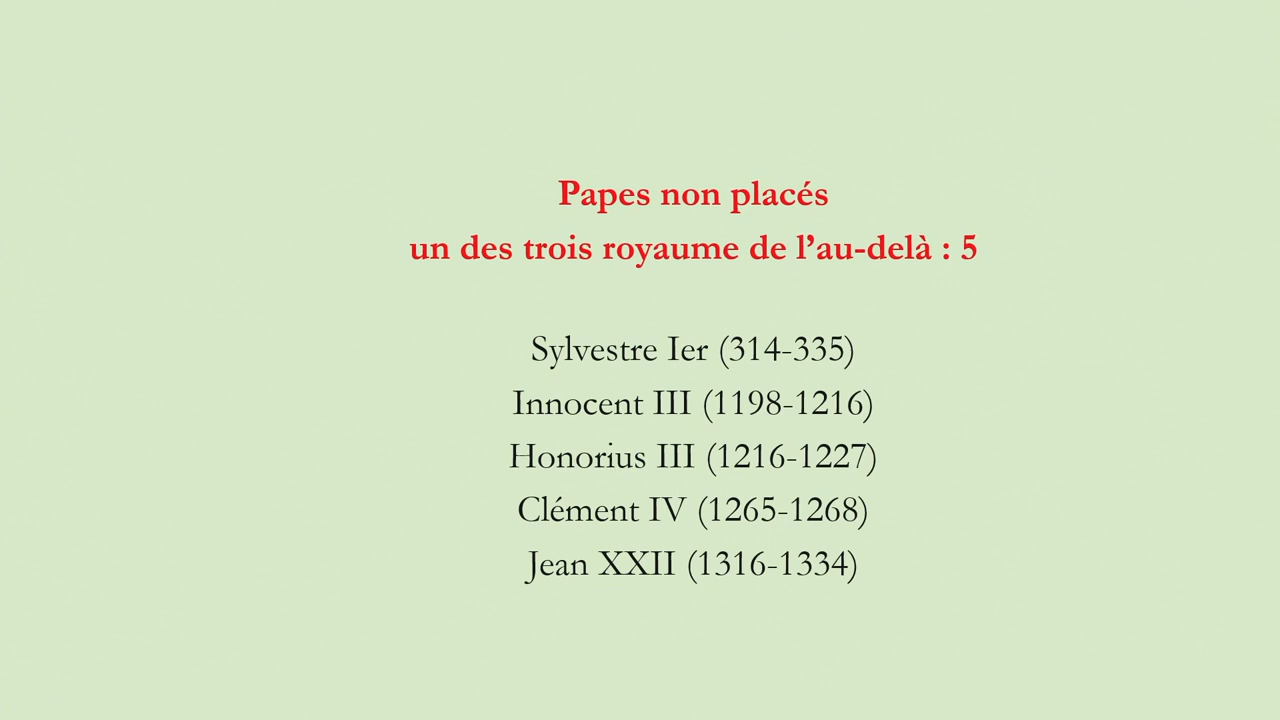 Papes non placés
un des trois royaume de l’au-delà : 5
Sylvestre Ier (314-335)
Innocent III (1198-1216)
Honorius III (1216-1227)
Clément IV (1265-1268)
Jean XXII (1316-1334)